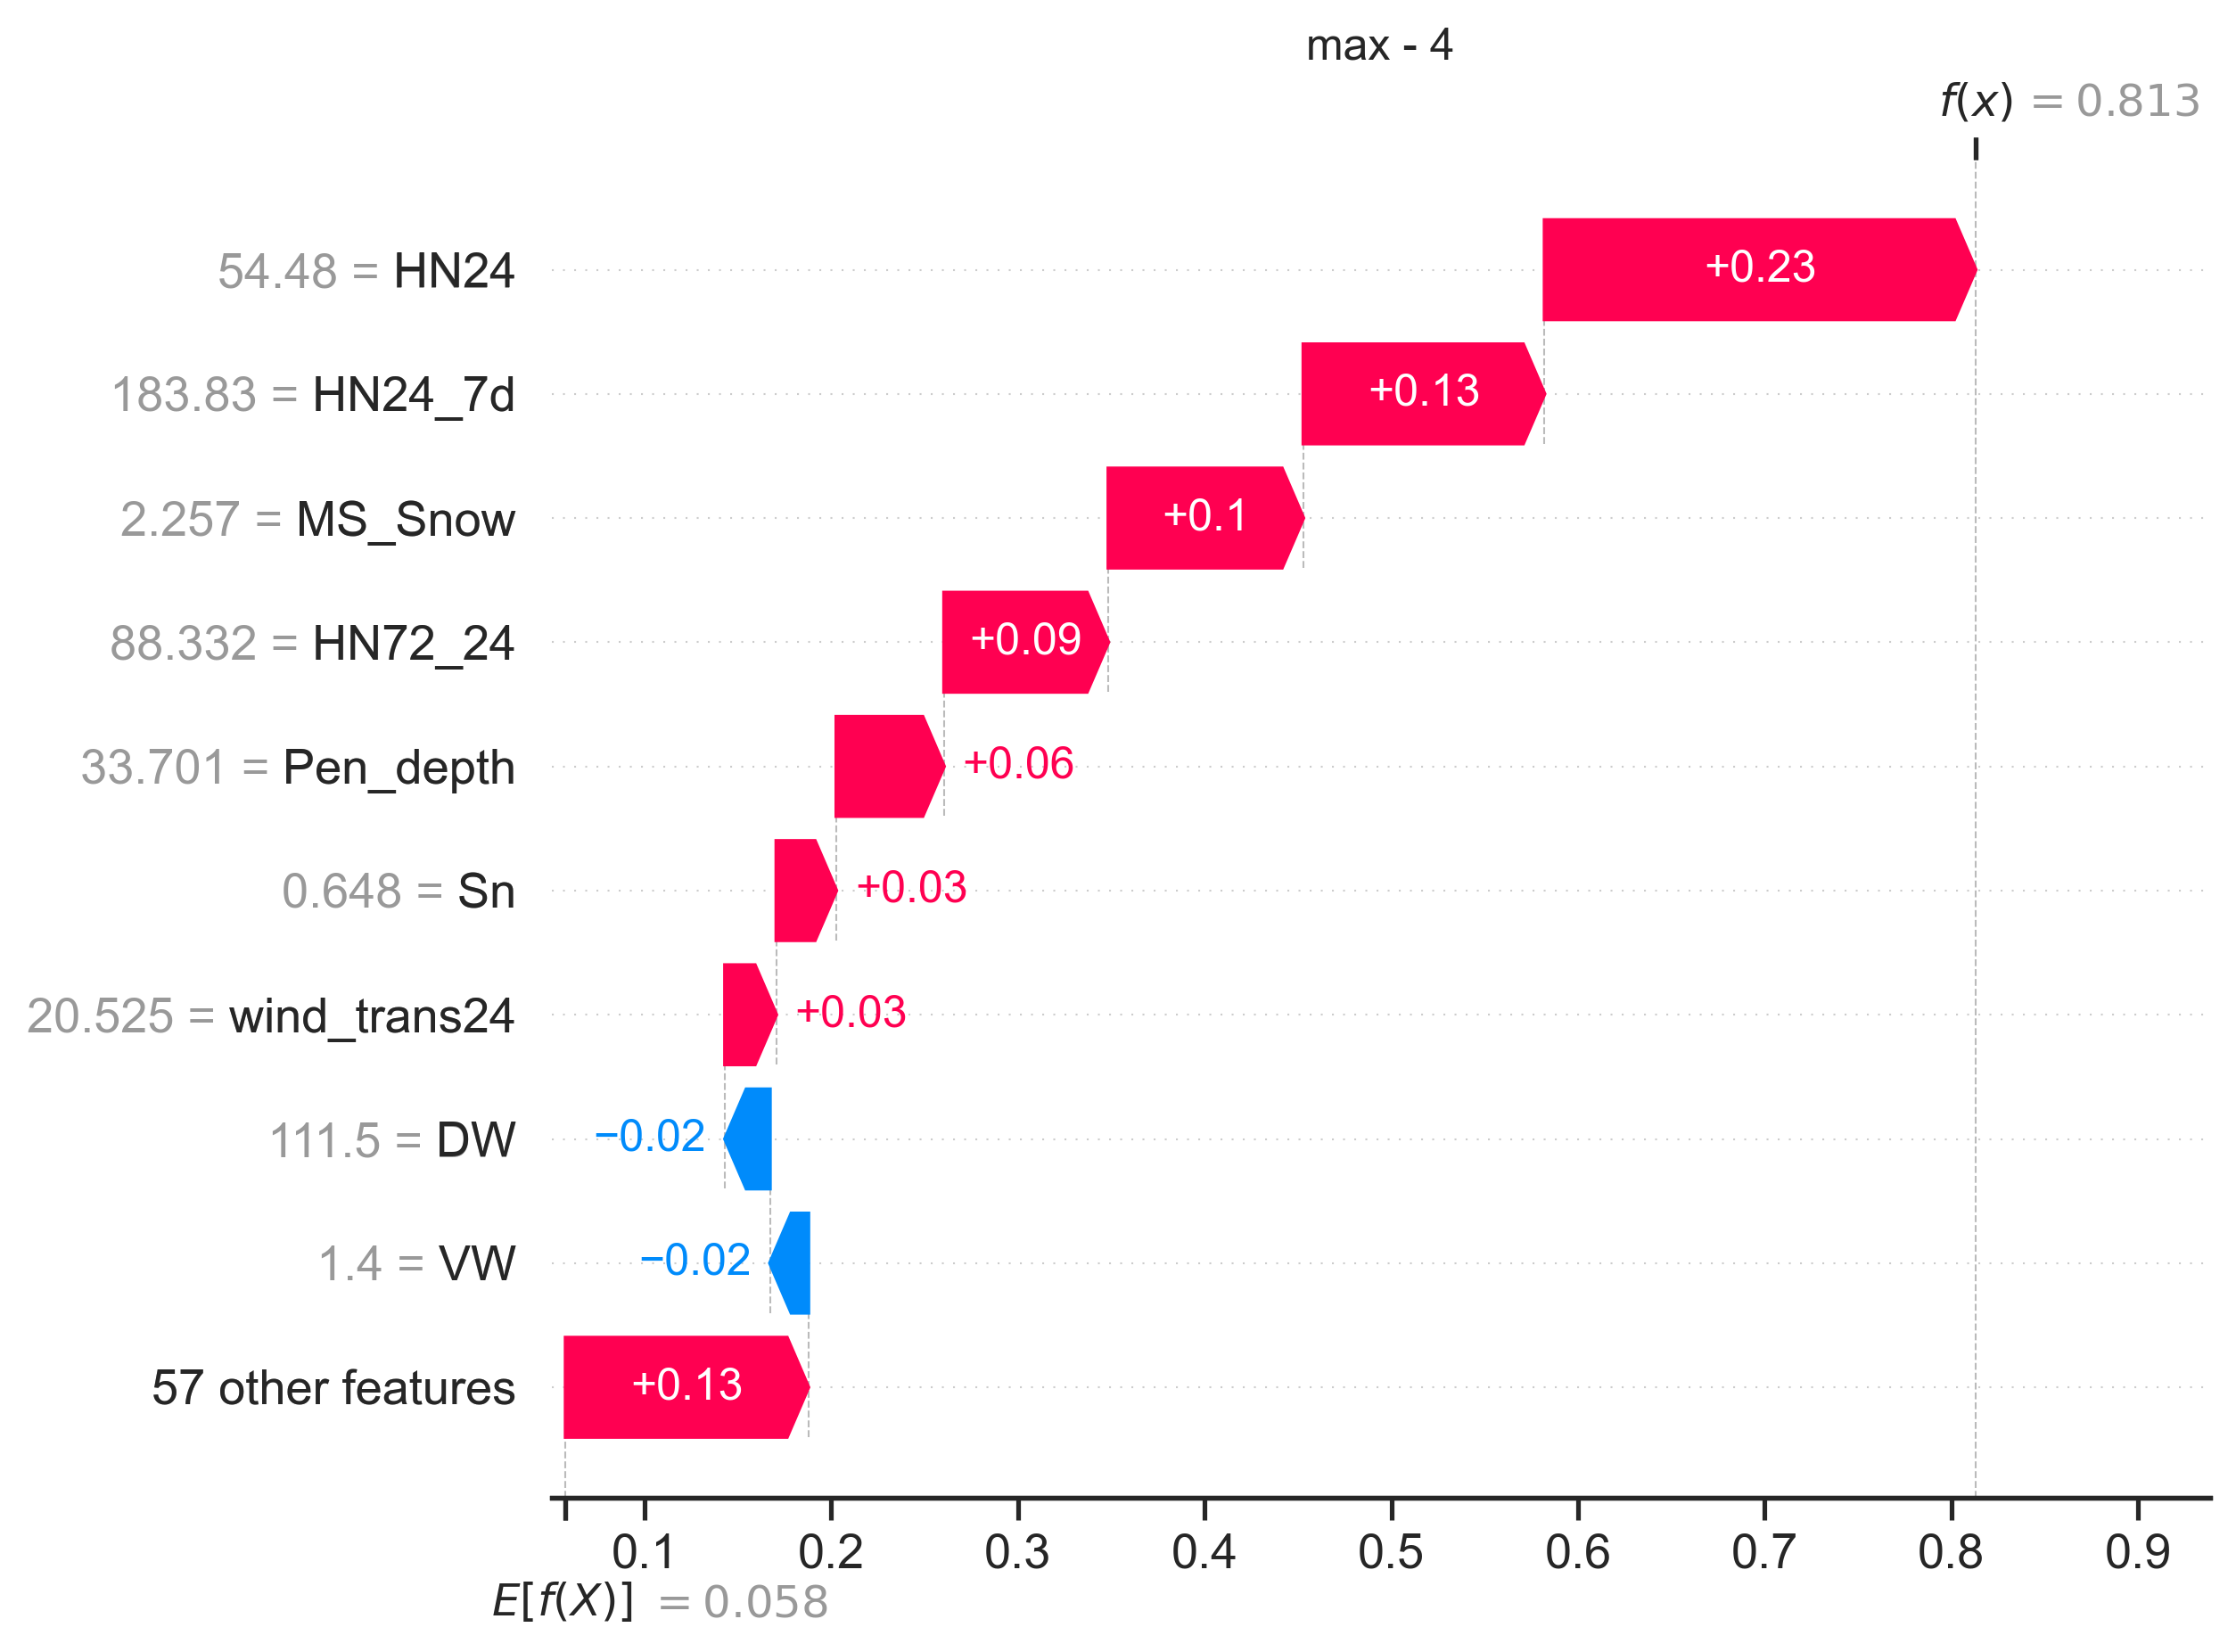 max - 4
f(x) = 0.813
54.48 = HN24
+0.23
183.83 = HN24_7d
+0.13
2.257 = MS_Snow
+0.1
88.332 = HN72_24
+0.09
33.701 = Pen_depth
+0.06
0.648 = Sn
+0.03
20.525 = wind_trans24
+0.03
111.5 = DW
−0.02
1.4 = VW
−0.02
57 other features
+0.13
0.1 0.2 0.3 0.4 0.5 0.6 0.7 0.8 0.9
E[f(X)] = 0.058